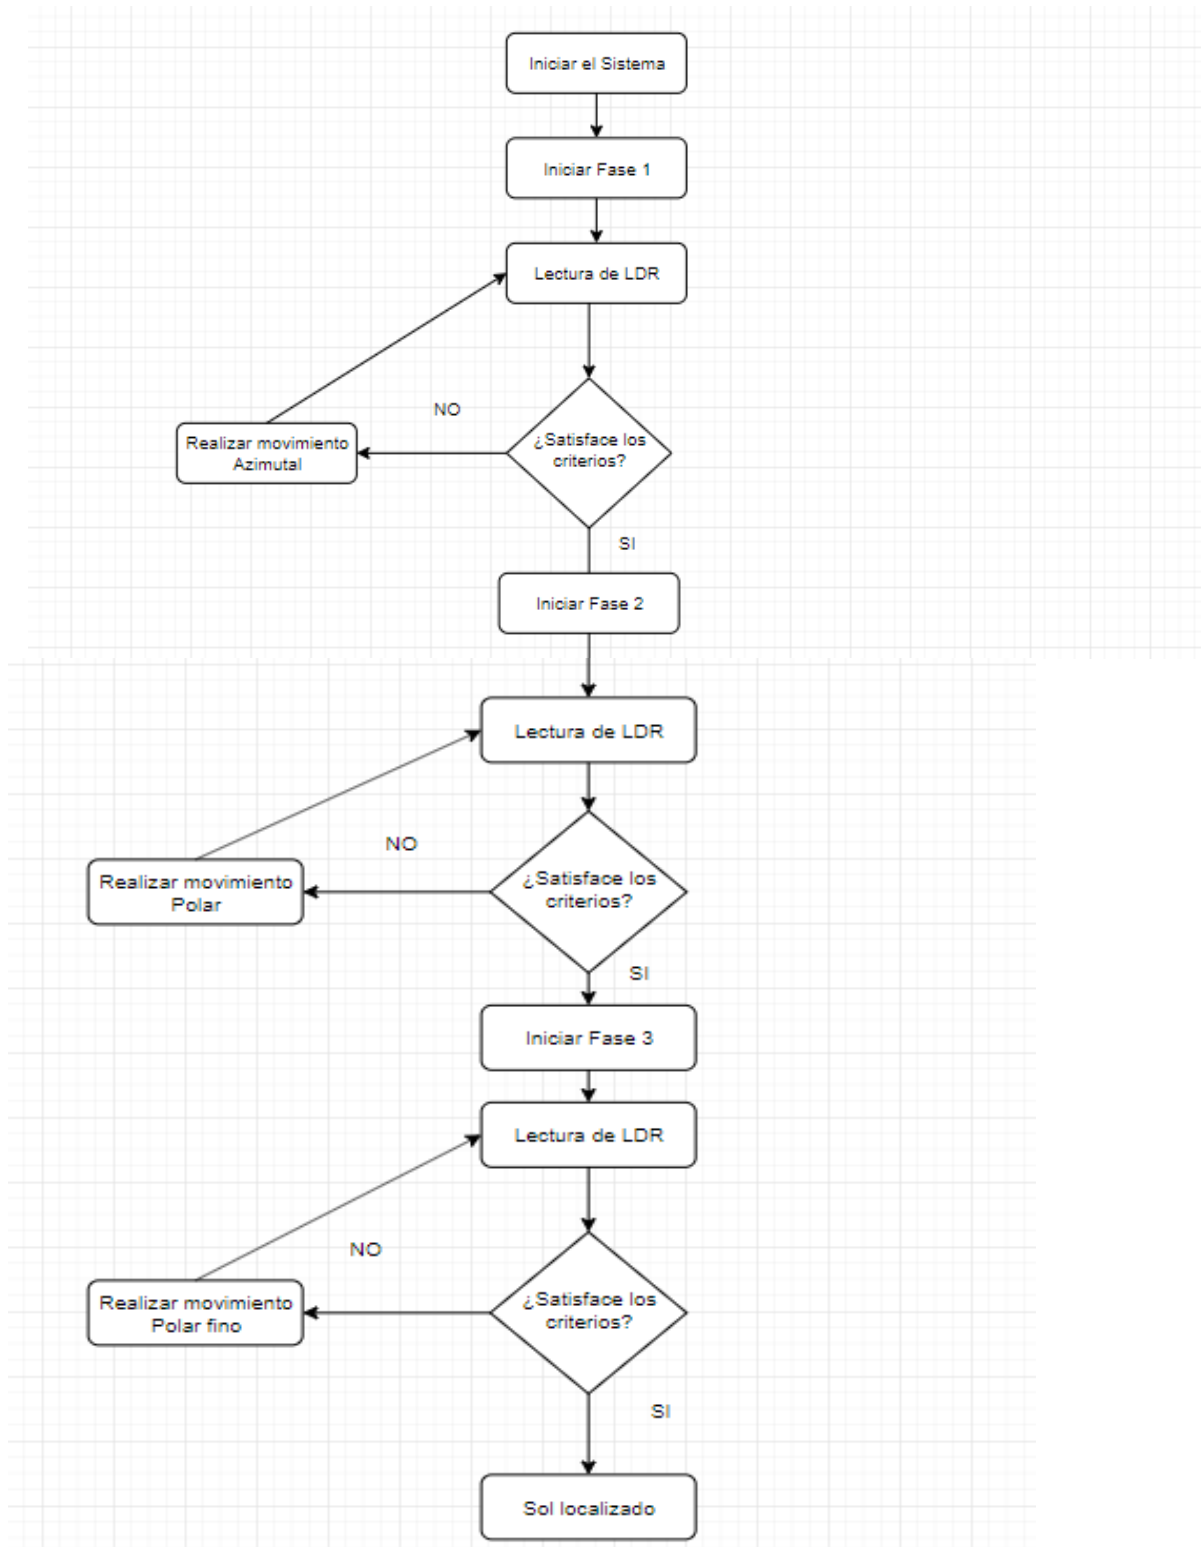 Iniciar el Sistema
Iniciar Fase 1
Lectura de LDR
¿Satisface los
criterios?
NO
Realizar movimiento
Azimutal
SI
Iniciar Fase 2
Lectura de LDR
¿Satisface los
criterios?
NO
Realizar movimiento
Polar
SI
Iniciar Fase 3
Lectura de LDR
¿Satisface los
criterios?
NO
Realizar movimiento
Polar fino
SI
Sol localizado